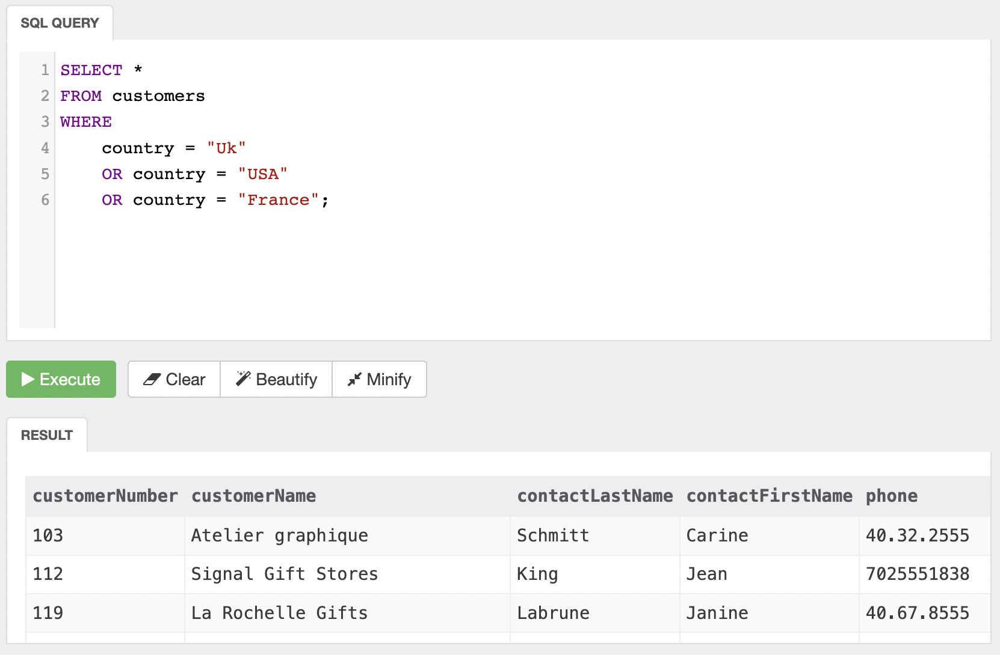 SQL QUERY
1 SELECT *
2 FROM customers
3 WHERE
4 country = "Uk"
5 OR country = "USA"
6 OR country = "France";
Execute Clear Beautify Minify
RESULT
customerNumber customerName contactLastName contactFirstName phone
103 Atelier graphique Schmitt Carine 40.32.2555
112 Signal Gift Stores King Jean 7025551838
119 La Rochelle Gifts Labrune Janine 40.67.8555